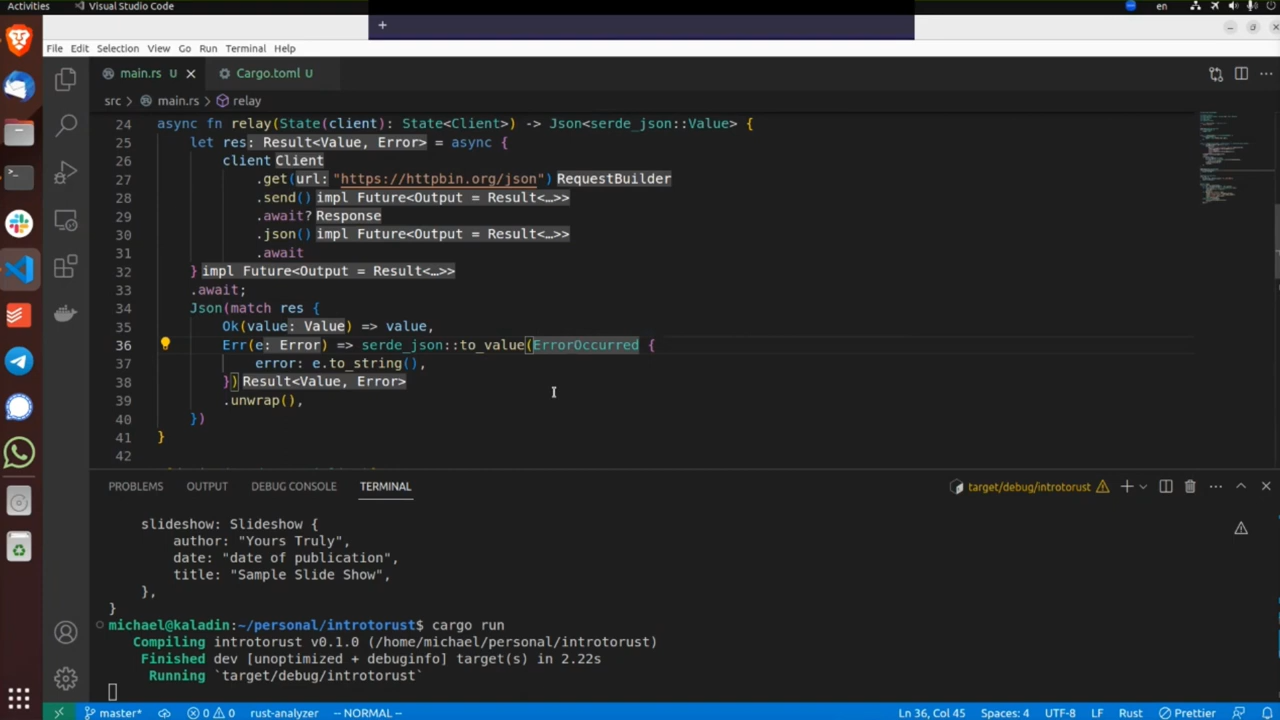 Activities
Visual Studio Code
en
+
File Edit Selection View Go Run Terminal Help
main.rs U
Cargo.toml U
src > main.rs > relay
24 async fn relay(State(client): State<Client>) -> Json<serde_json::Value> {
25 let res: Result<Value, Error> = async {
26 client Client
27 .get(url: "https://httpbin.org/json") RequestBuilder
28 .send() impl Future<Output = Result<…>>
29 .await? Response
30 .json() impl Future<Output = Result<…>>
31 .await
32 } impl Future<Output = Result<…>>
33 .await;
34 Json(match res {
35 Ok(value: Value) => value,
36 Err(e: Error) => serde_json::to_value(ErrorOccurred {
37 error: e.to_string(),
38 }) Result<Value, Error>
39 .unwrap(),
40 })
41 }
42
PROBLEMS OUTPUT DEBUG CONSOLE TERMINAL
target/debug/introtorust
slideshow: Slideshow {
author: "Yours Truly",
date: "date of publication",
title: "Sample Slide Show",
},
}
michael@kaladin:~/personal/introtorust$ cargo run
Compiling introtorust v0.1.0 (/home/michael/personal/introtorust)
Finished dev [unoptimized + debuginfo] target(s) in 2.22s
Running `target/debug/introtorust`
master* 0 0 rust-analyzer -- NORMAL -- Ln 36, Col 45 Spaces: 4 UTF-8 LF Rust Prettier